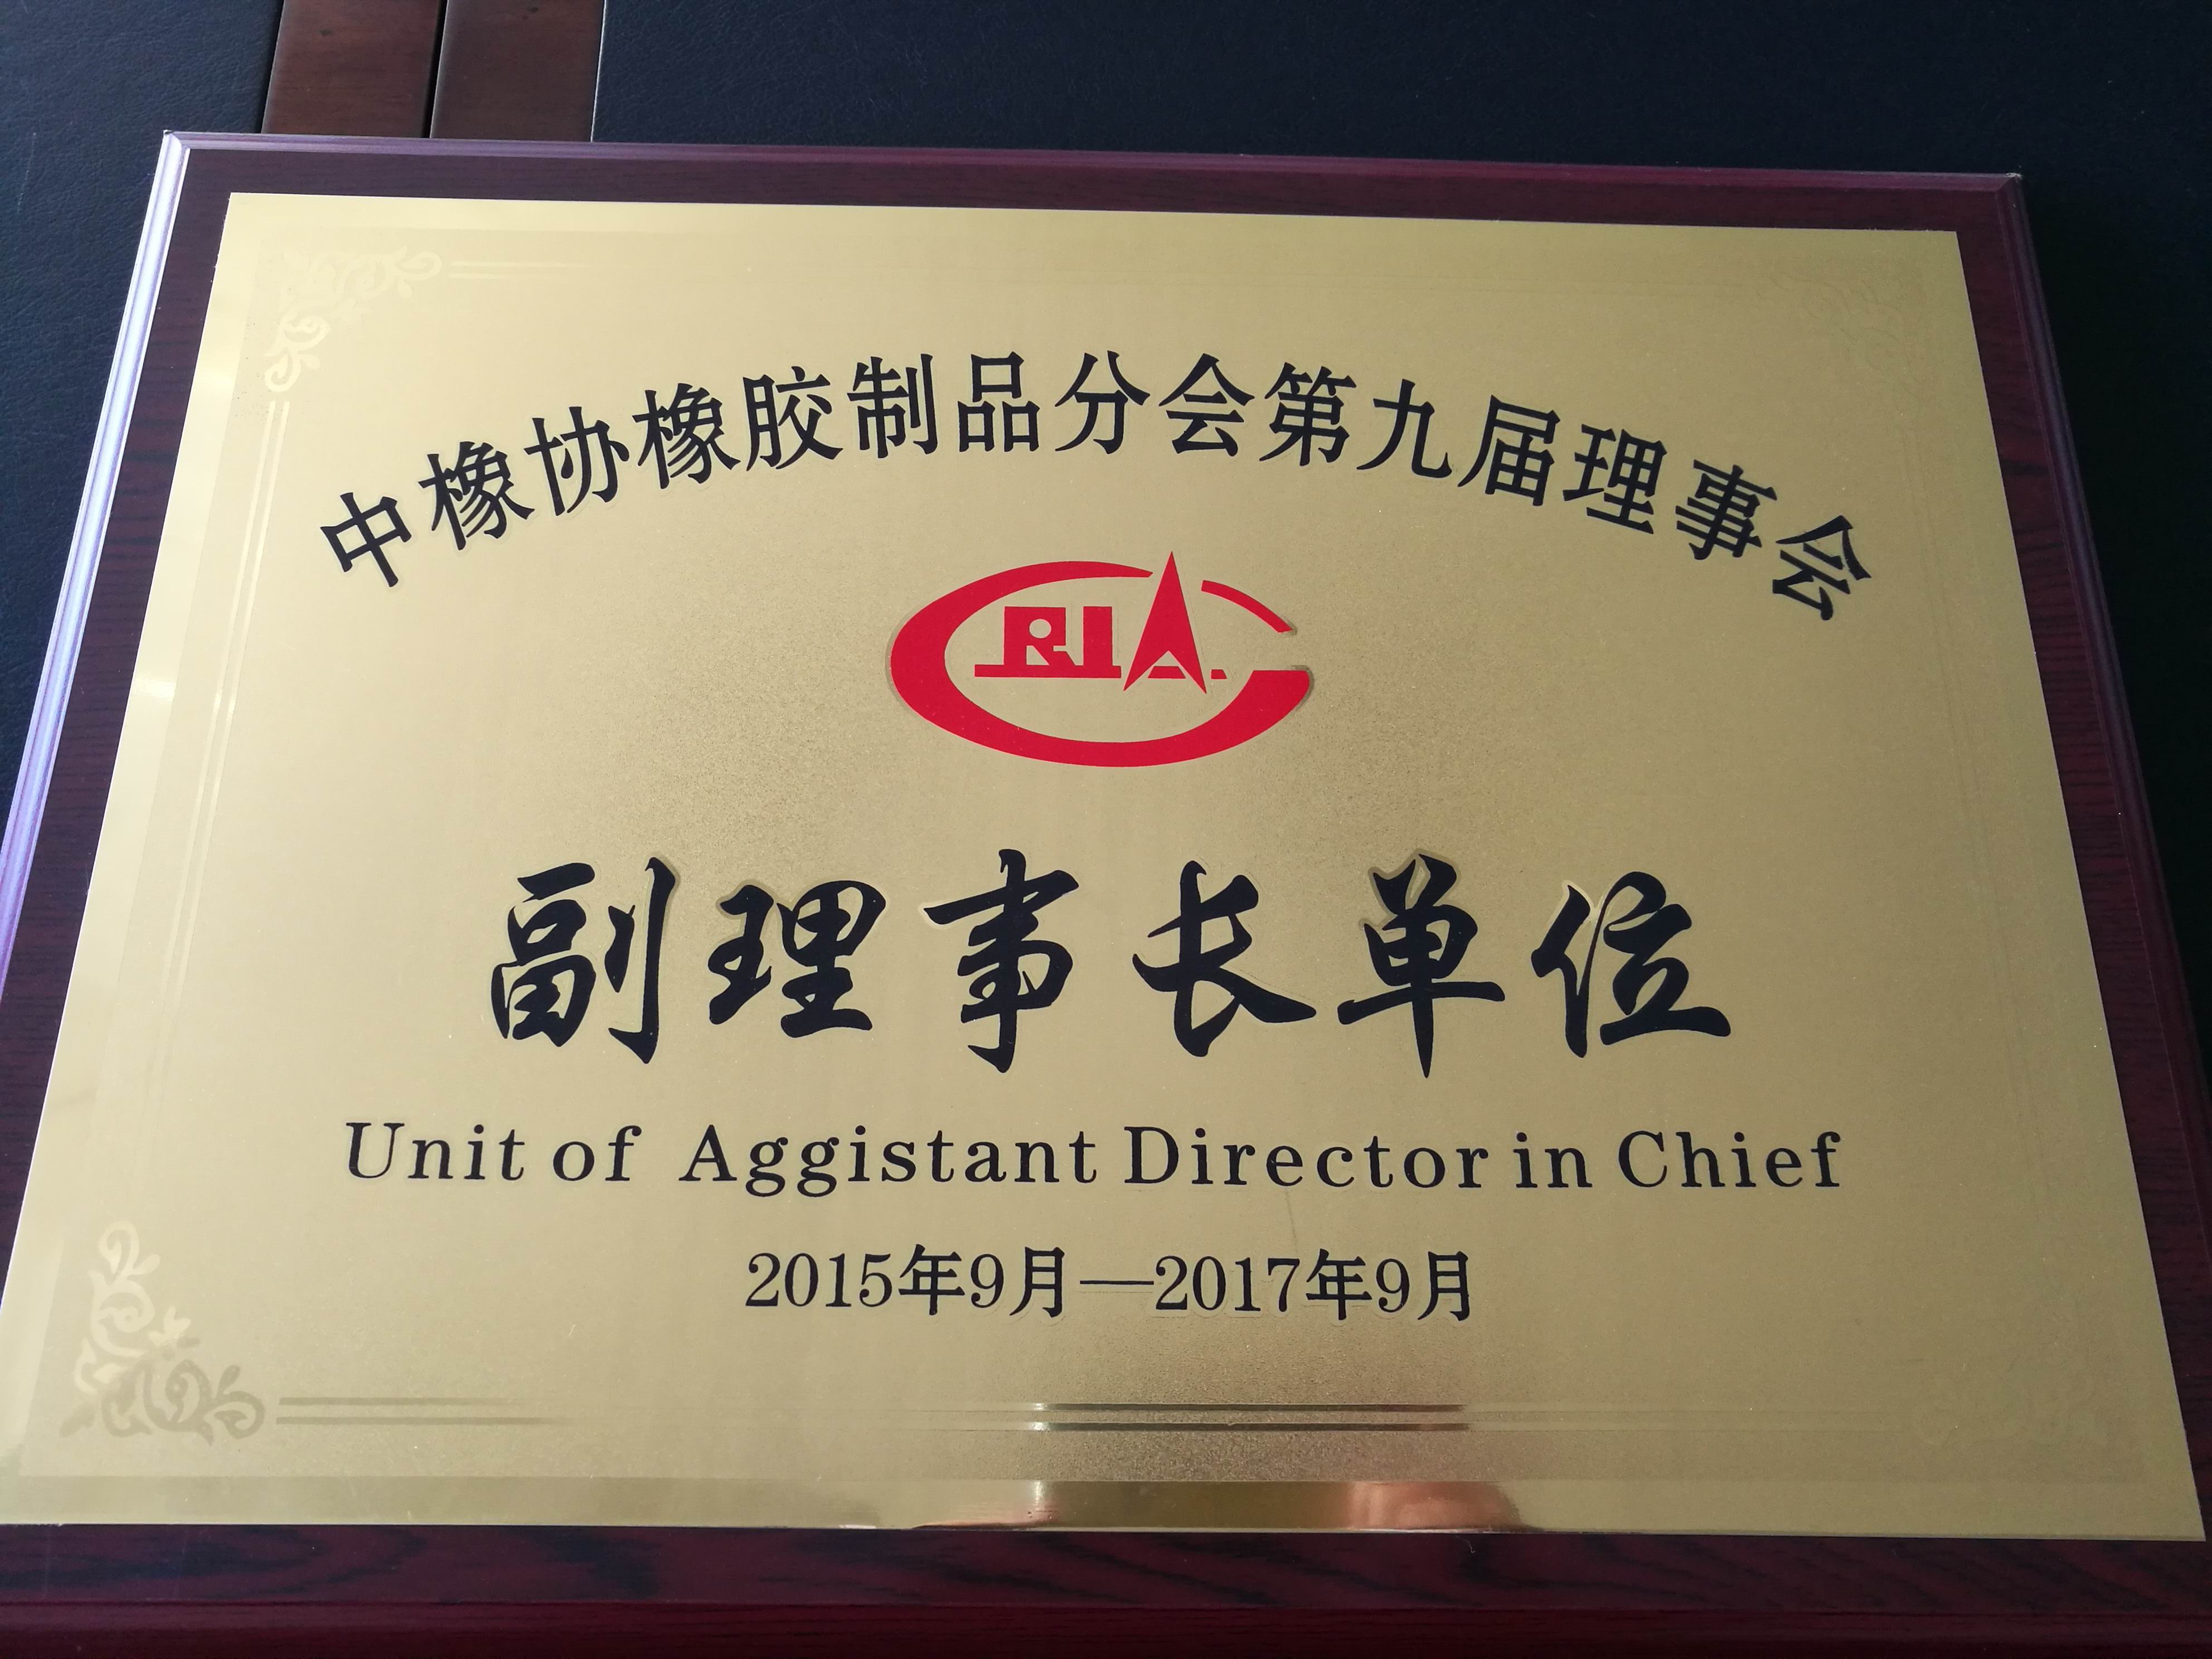 中橡协橡胶制品分会第九届理事会
CRIA
副理事长单位
Unit of Aggistant Director in Chief
2015年9月—2017年9月